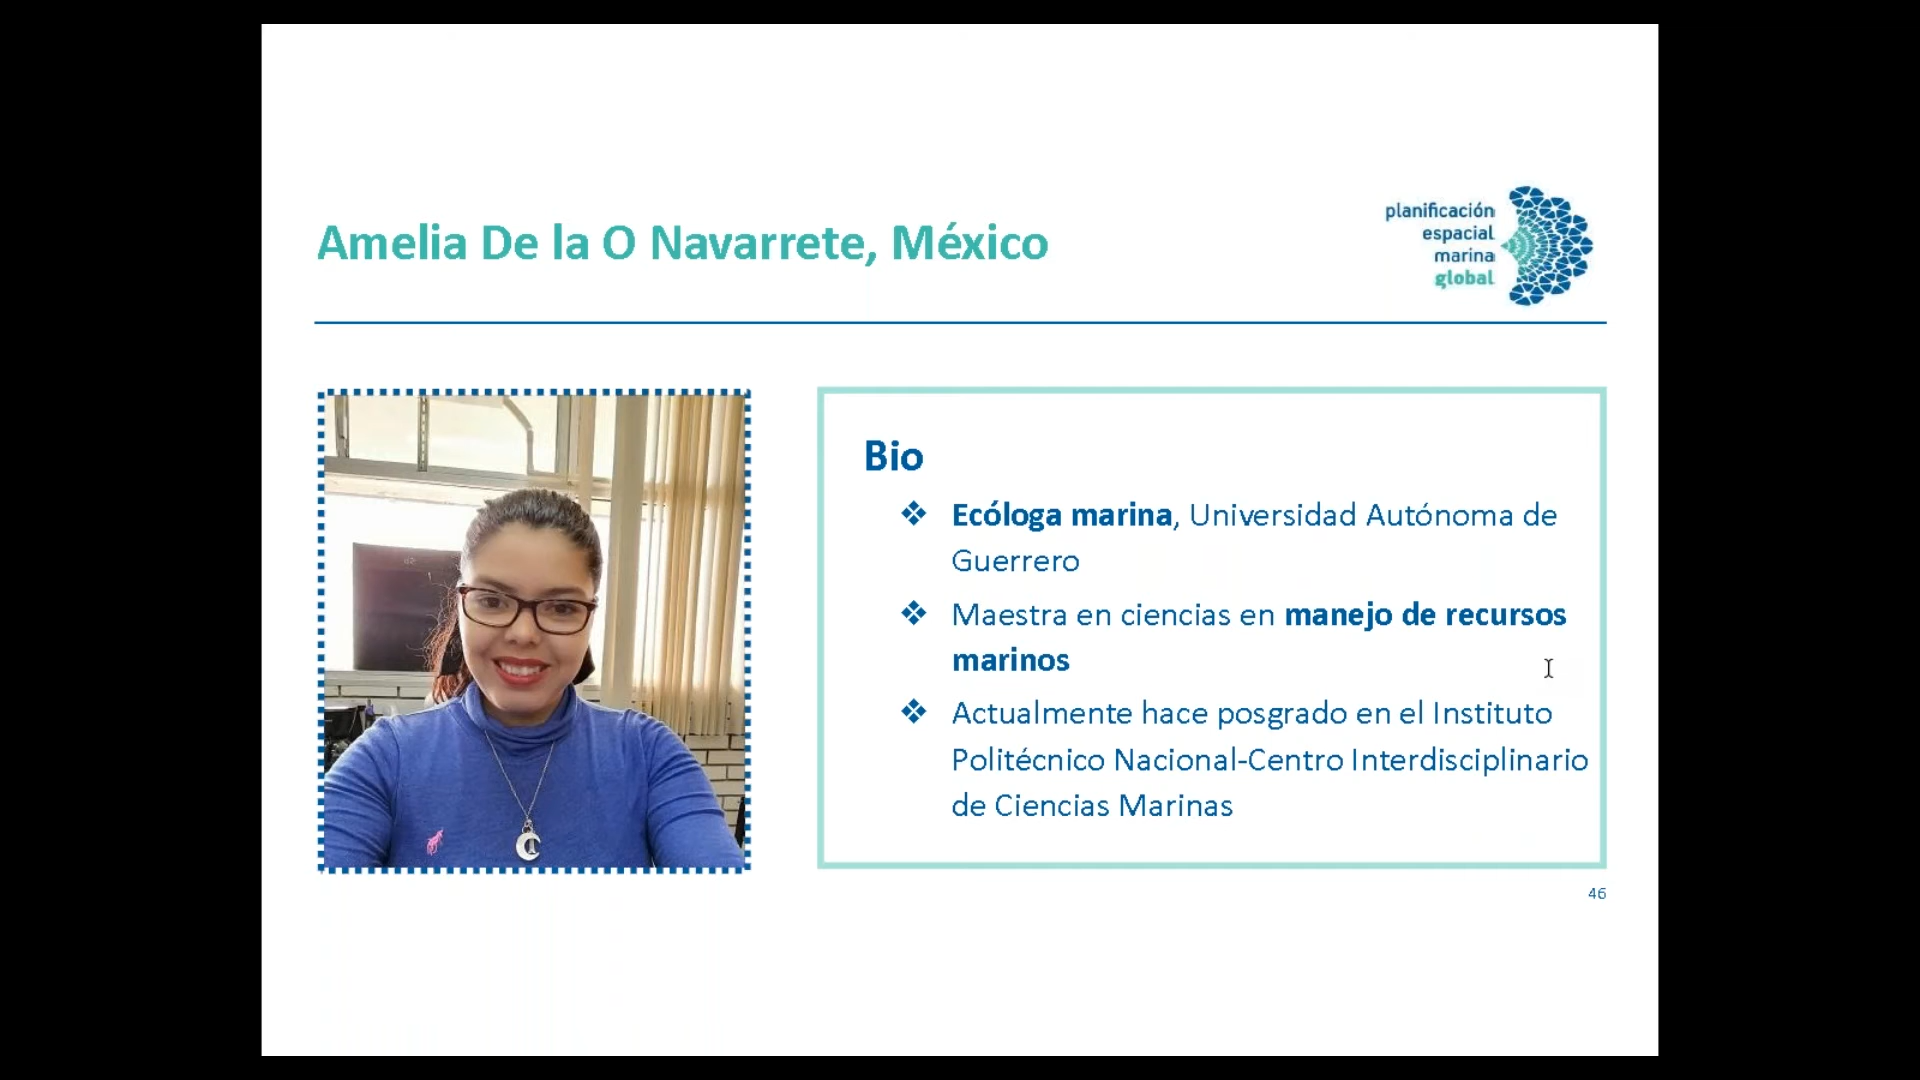 Amelia De la O Navarrete, México
planificación
espacial
marina
global
Bio
❖ Ecóloga marina, Universidad Autónoma de
Guerrero
❖ Maestra en ciencias en manejo de recursos
marinos
❖ Actualmente hace posgrado en el Instituto
Politécnico Nacional-Centro Interdisciplinario
de Ciencias Marinas
46